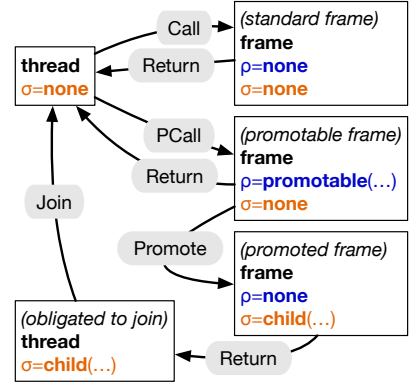 Call
(standard frame)
frame
ρ=none
σ=none
Return
thread
σ=none
PCall
(promotable frame)
frame
ρ=promotable(...)
σ=none
Return
Join
Promote
(promoted frame)
frame
ρ=none
σ=child(...)
(obligated to join)
thread
σ=child(...)
Return